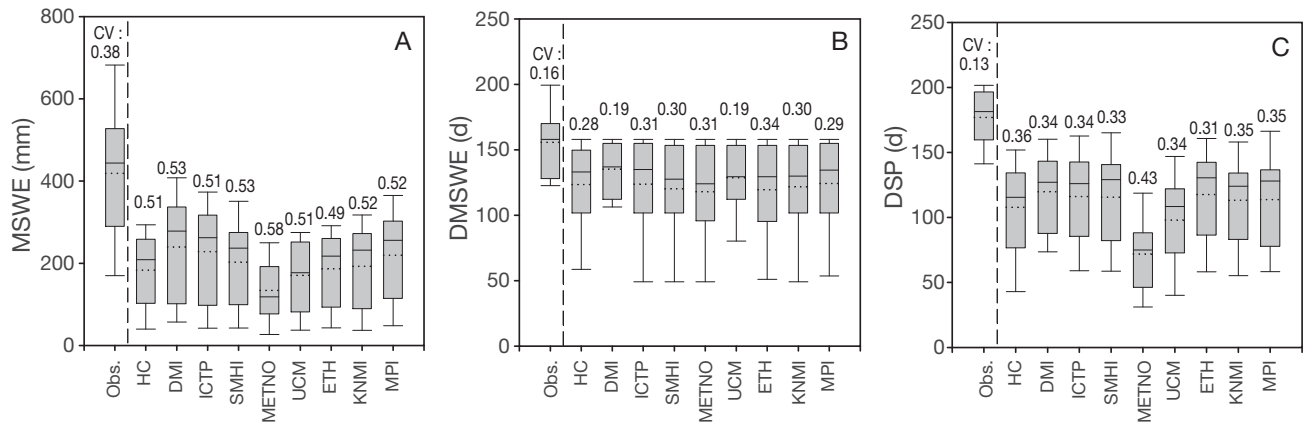 A
MSWE (mm)
800
600
400
200
0
CV :
0.38
0.51
0.53
0.51
0.53
0.58
0.51
0.49
0.52
0.52
Obs.
HC
DMI
ICTP
SMHI
METNO
UCM
ETH
KNMI
MPI
B
DMSWE (d)
250
200
150
100
50
0
CV :
0.16
0.28
0.19
0.31
0.30
0.31
0.19
0.34
0.30
0.29
Obs.
HC
DMI
ICTP
SMHI
METNO
UCM
ETH
KNMI
MPI
C
DSP (d)
250
200
150
100
50
0
CV :
0.13
0.36
0.34
0.34
0.33
0.43
0.34
0.31
0.35
0.35
Obs.
HC
DMI
ICTP
SMHI
METNO
UCM
ETH
KNMI
MPI